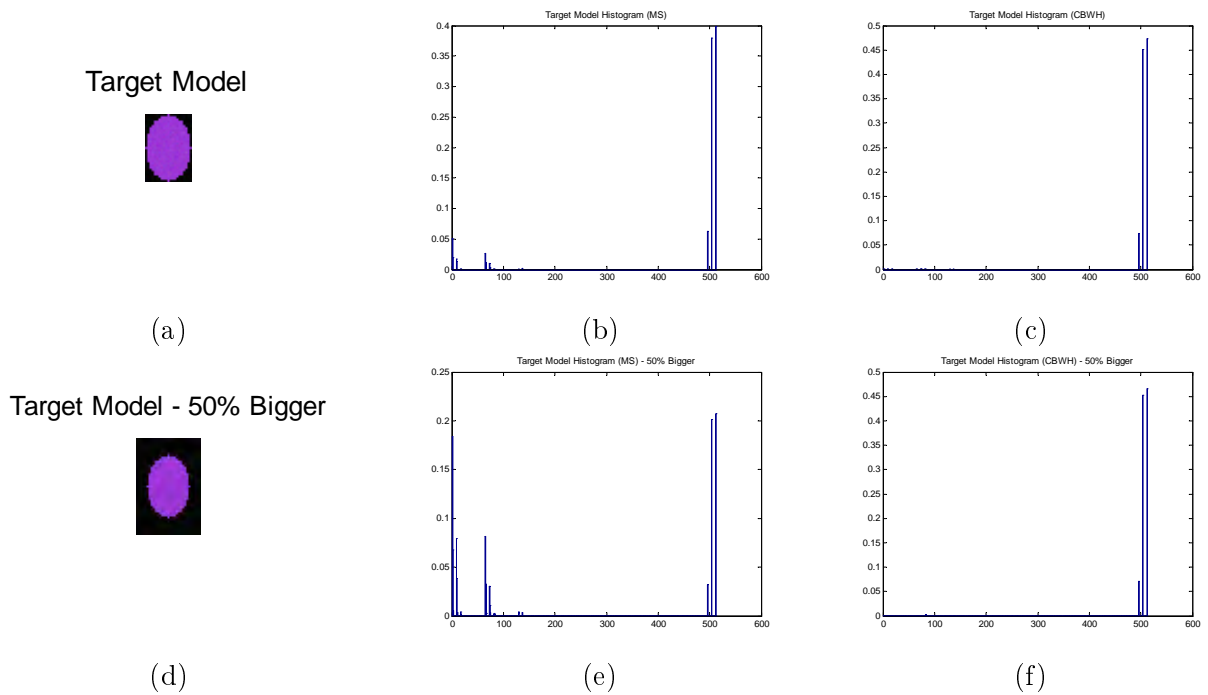 Target Model
(a)
Target Model Histogram (MS)
0.4
0.35
0.3
0.25
0.2
0.15
0.1
0.05
0
0 100 200 300 400 500 600
(b)
Target Model Histogram (CBWH)
0.5
0.45
0.4
0.35
0.3
0.25
0.2
0.15
0.1
0.05
0
0 100 200 300 400 500 600
(c)
Target Model - 50% Bigger
(d)
Target Model Histogram (MS) - 50% Bigger
0.25
0.2
0.15
0.1
0.05
0
0 100 200 300 400 500 600
(e)
Target Model Histogram (CBWH) - 50% Bigger
0.5
0.45
0.4
0.35
0.3
0.25
0.2
0.15
0.1
0.05
0
0 100 200 300 400 500 600
(f)